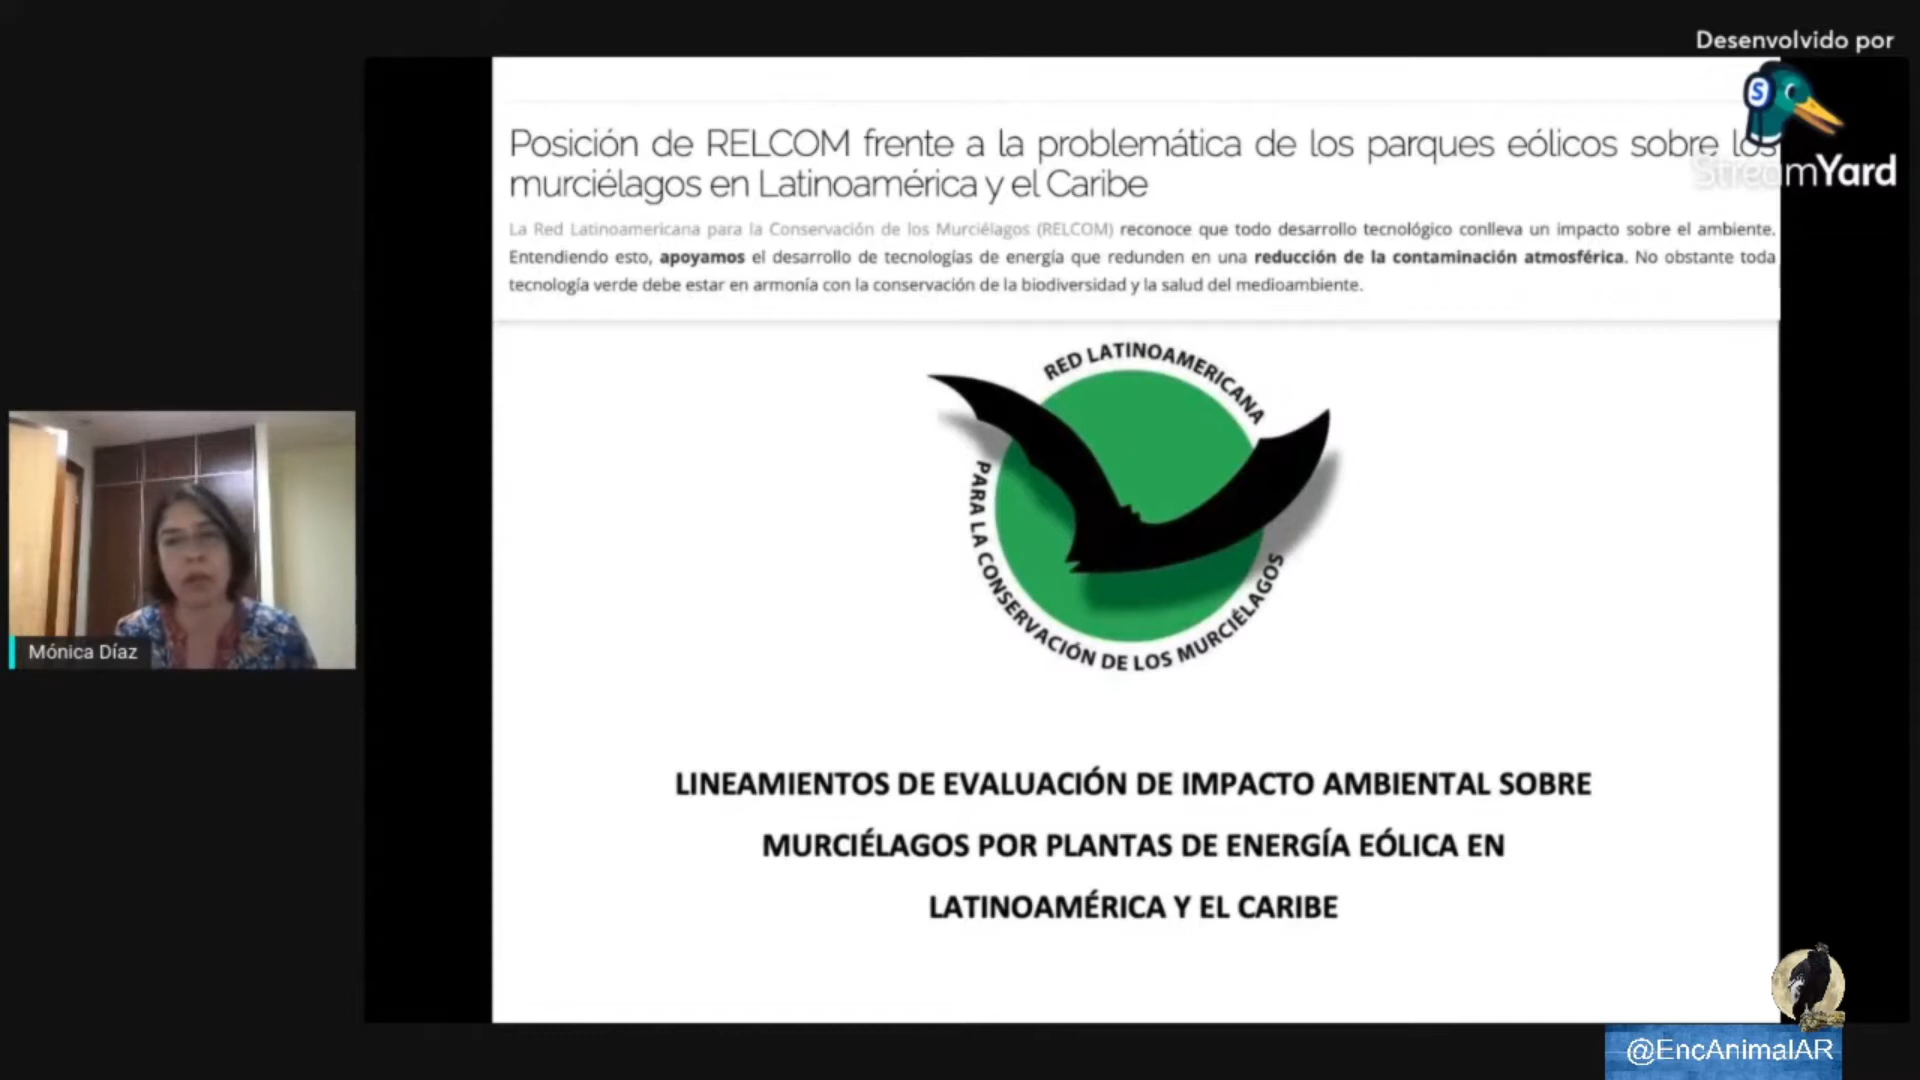 Desenvolvido por
StreamYard
Posición de RELCOM frente a la problemática de los parques eólicos sobre los
murciélagos en Latinoamérica y el Caribe
La Red Latinoamericana para la Conservación de los Murciélagos (RELCOM) reconoce que todo desarrollo tecnológico conlleva un impacto sobre el ambiente.
Entendiendo esto, apoyamos el desarrollo de tecnologías de energía que redunden en una reducción de la contaminación atmosférica. No obstante toda
tecnología verde debe estar en armonía con la conservación de la biodiversidad y la salud del medioambiente.
RED LATINOAMERICANA
PARA LA CONSERVACIÓN DE LOS MURCIÉLAGOS
Mónica Díaz
LINEAMIENTOS DE EVALUACIÓN DE IMPACTO AMBIENTAL SOBRE
MURCIÉLAGOS POR PLANTAS DE ENERGÍA EÓLICA EN
LATINOAMÉRICA Y EL CARIBE
@EncAnimalAR